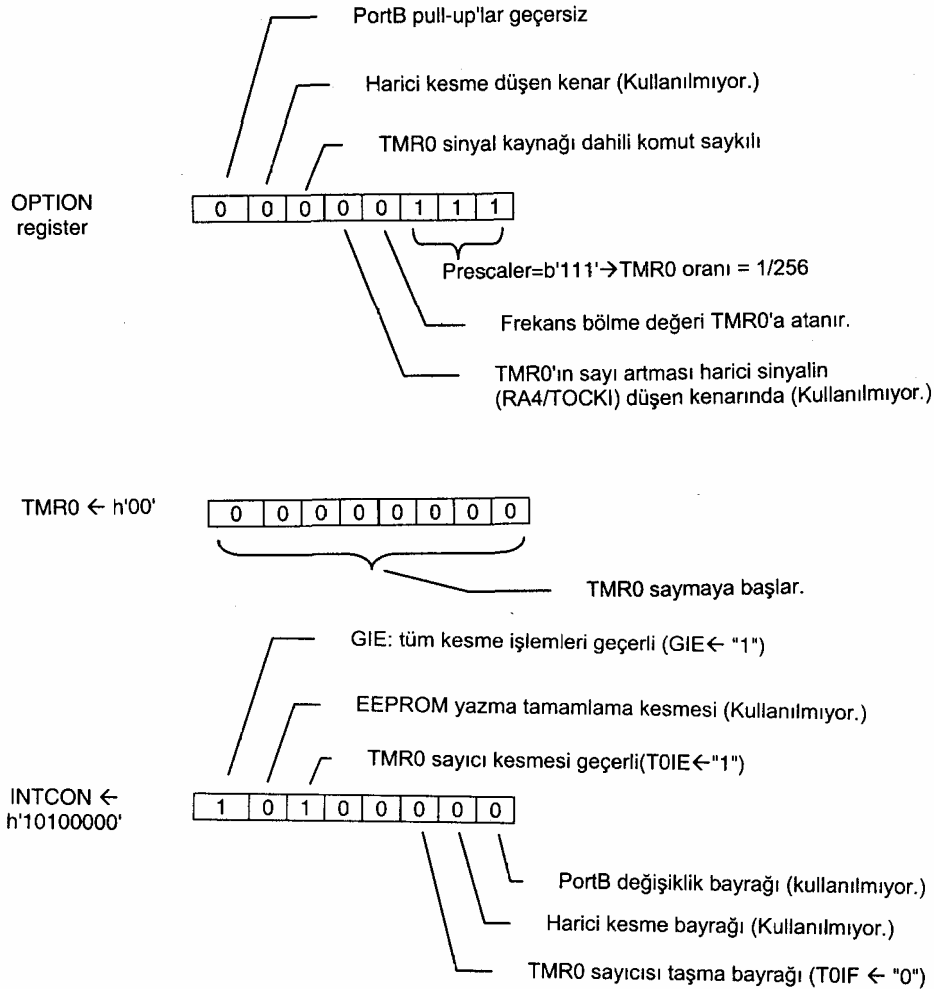 PortB pull-up'lar geçersiz
Harici kesme düşen kenar (Kullanılmıyor.)
TMR0 sinyal kaynağı dahili komut saykılı
OPTION
register
0 0 0 0 0 1 1 1
Prescaler=b'111'→TMR0 oranı = 1/256
Frekans bölme değeri TMR0'a atanır.
TMR0'ın sayı artması harici sinyalin
(RA4/TOCKI) düşen kenarında (Kullanılmıyor.)
TMR0 ← h'00'
0 0 0 0 0 0 0 0
TMR0 saymaya başlar.
GIE: tüm kesme işlemleri geçerli (GIE← "1")
EEPROM yazma tamamlama kesmesi (Kullanılmıyor.)
TMR0 sayıcı kesmesi geçerli(T0IE←"1")
INTCON ←
h'10100000'
1 0 1 0 0 0 0 0
PortB değişiklik bayrağı (kullanılmıyor.)
Harici kesme bayrağı (Kullanılmıyor.)
TMR0 sayıcısı taşma bayrağı (T0IF ← "0")